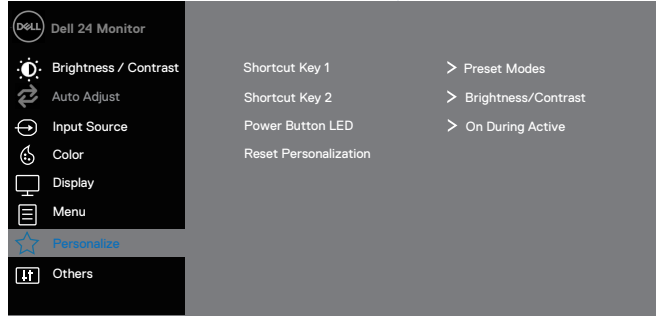 DELL Dell 24 Monitor
Brightness / Contrast Shortcut Key 1 > Preset Modes
Auto Adjust Shortcut Key 2 > Brightness/Contrast
Input Source Power Button LED > On During Active
Color Reset Personalization
Display
Menu
Personalize
Others